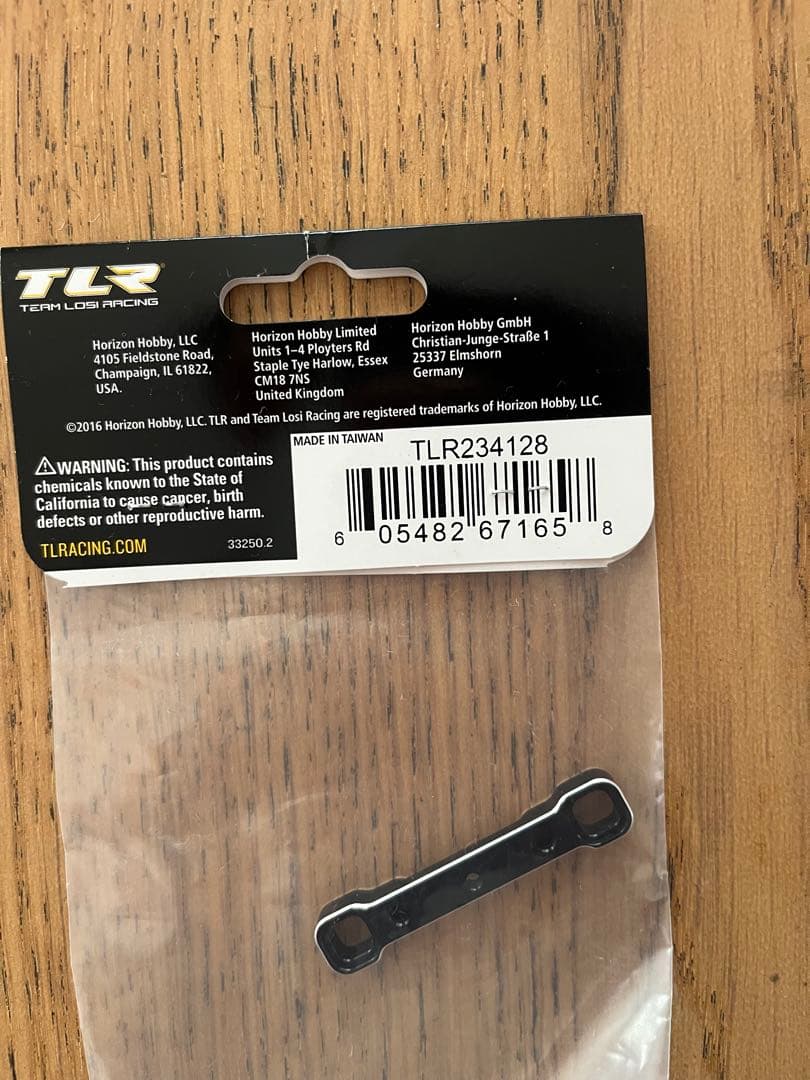 TLR
TEAM LOSI RACING
Horizon Hobby, LLC
4105 Fieldstone Road,
Champaign, IL 61822,
USA.
Horizon Hobby Limited
Units 1–4 Ployters Rd
Staple Tye Harlow, Essex
CM18 7NS
United Kingdom
Horizon Hobby GmbH
Christian-Junge-Straße 1
25337 Elmshorn
Germany
©2016 Horizon Hobby, LLC. TLR and Team Losi Racing are registered trademarks of Horizon Hobby, LLC.
⚠WARNING: This product contains
chemicals known to the State of
California to cause cancer, birth
defects or other reproductive harm.
TLRACING.COM
33250.2
MADE IN TAIWAN
TLR234128
6 05482 67165 8